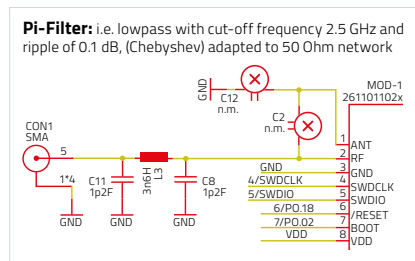 Pi-Filter: i.e. lowpass with cut-off frequency 2.5 GHz and
ripple of 0.1 dB, (Chebyshev) adapted to 50 Ohm network
GND
C12
n.m.
C2
n.m.
MOD-1
261101102x
CON1
SMA
5
1*4
GND
C11
1p2F
GND
3n6H
L3
C8
1p2F
GND
GND
4/SWDCLK
5/SWDIO
6/PO.18
7/PO.02
VDD
1 ANT
2 RF
3 GND
4 SWDCLK
5 SWDIO
6 /RESET
7 BOOT
8 VDD